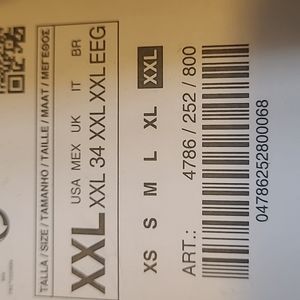 TALLA / SIZE / TAMANHO / TAILLE / MAAT / ΜΕΓΕΘΟΣ
USA MEX UK IT BR
XXL XXL 34 XXL XXL EEG
XS S M L XL XXL
ART.: 4786 / 252 / 800
04786252800068